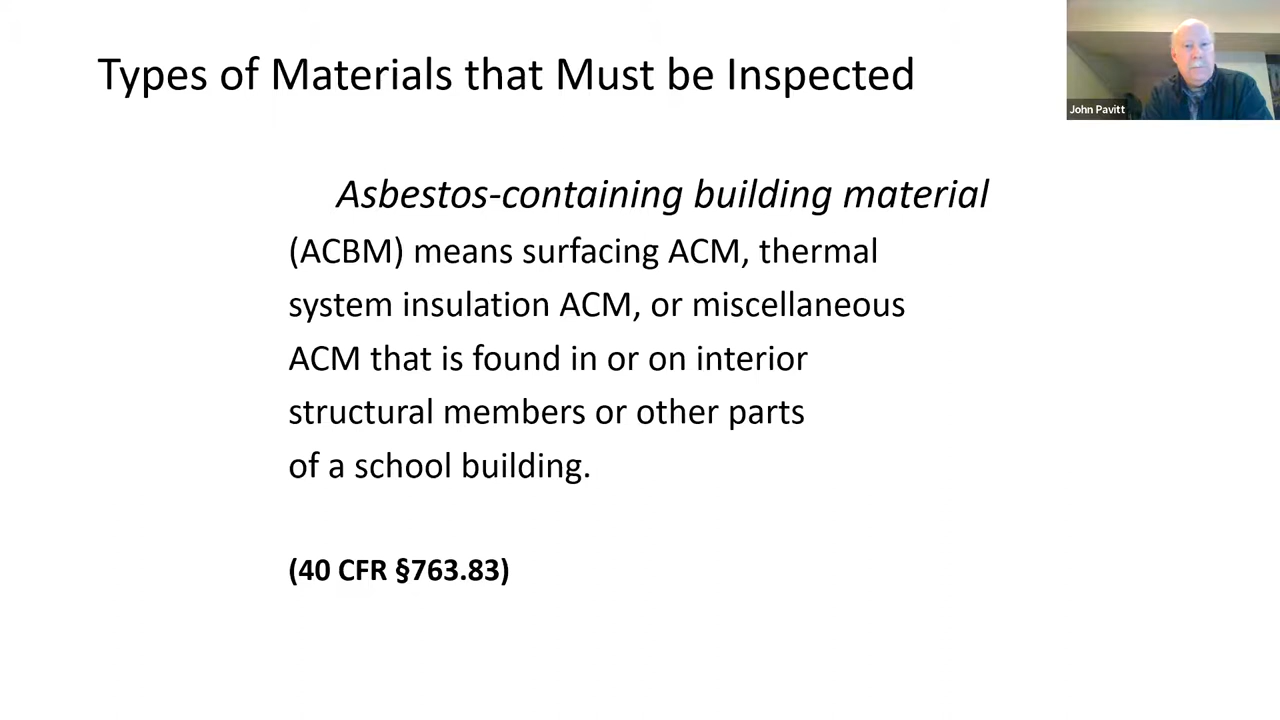 Types of Materials that Must be Inspected
John Pavitt
Asbestos-containing building material
(ACBM) means surfacing ACM, thermal
system insulation ACM, or miscellaneous
ACM that is found in or on interior
structural members or other parts
of a school building.
(40 CFR §763.83)